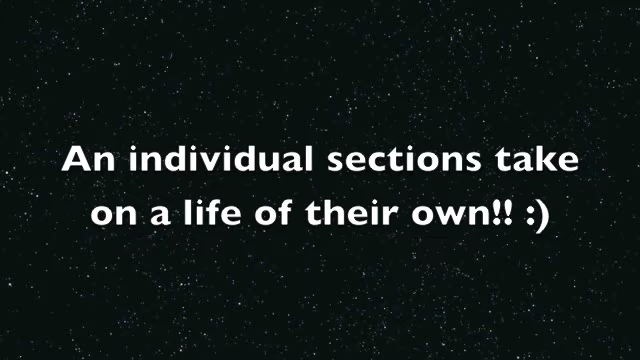 An individual sections take
on a life of their own!! :)